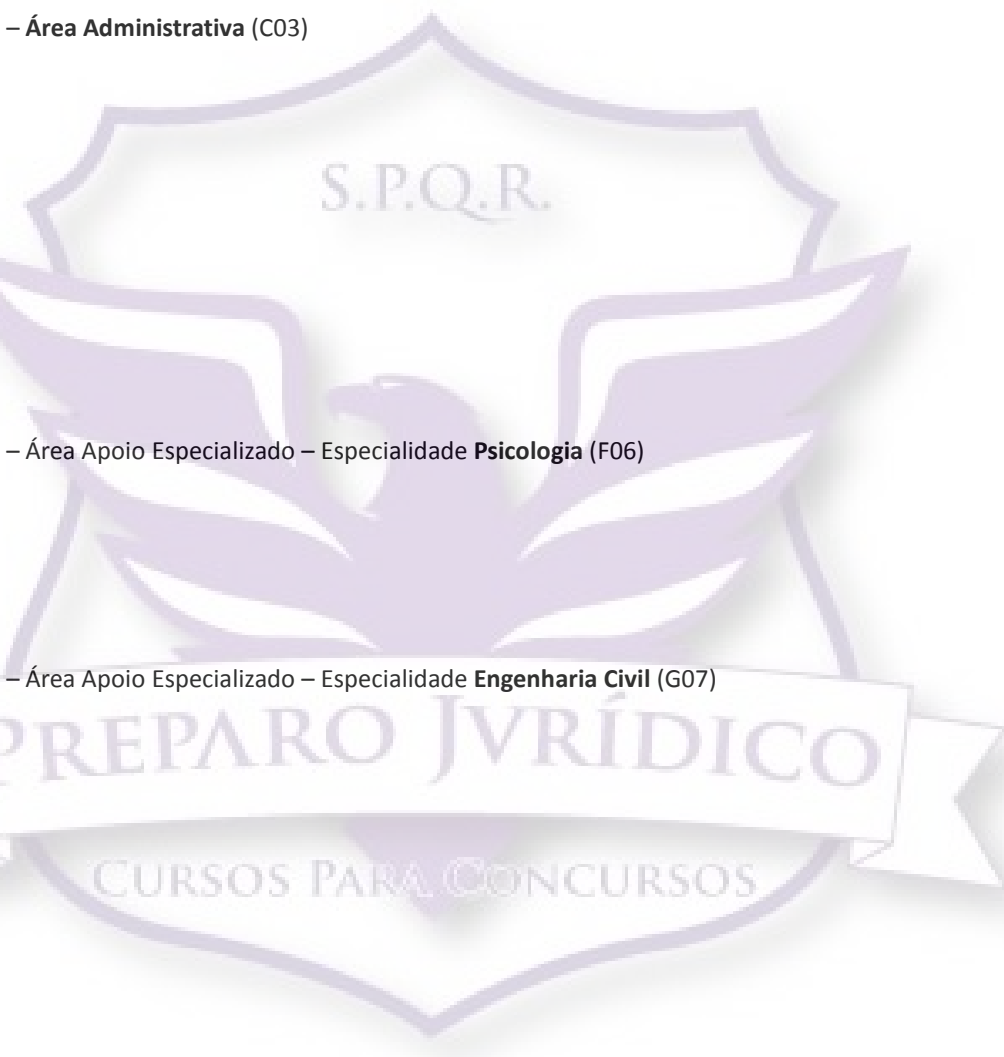 – Área Administrativa (C03)
S.P.Q.R.
– Área Apoio Especializado – Especialidade Psicologia (F06)
– Área Apoio Especializado – Especialidade Engenharia Civil (G07)
PREPARO JVRÍDICO
CURSOS PARA CONCURSOS